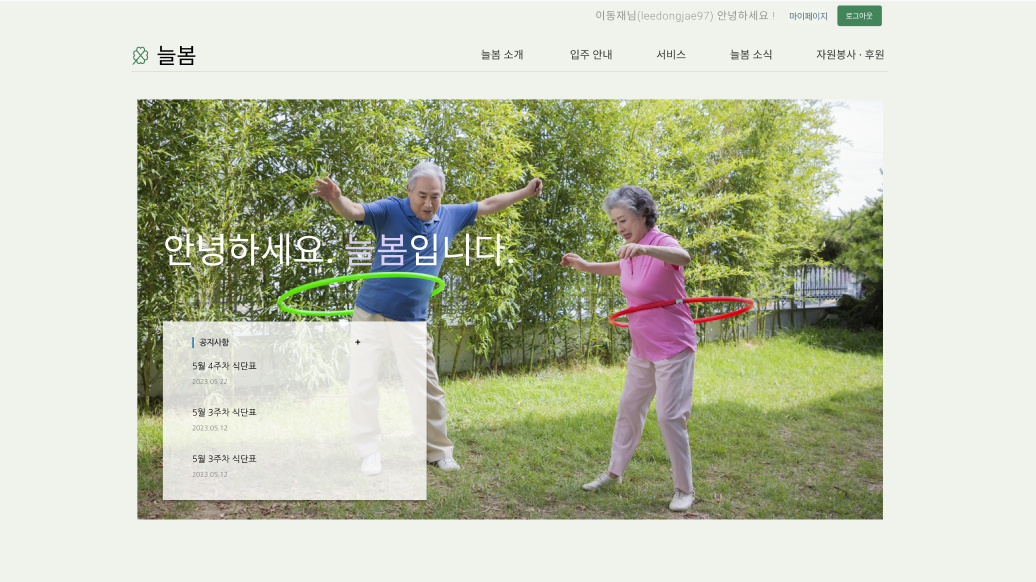 이동재님(leedongjae97) 안녕하세요 !
마이페이지
로그아웃
늘봄
늘봄 소개
입주 안내
서비스
늘봄 소식
자원봉사 · 후원
안녕하세요. 늘봄입니다.
공지사항
+
5월 4주차 식단표
2023.05.22
5월 3주차 식단표
2023.05.12
5월 3주차 식단표
2023.05.12